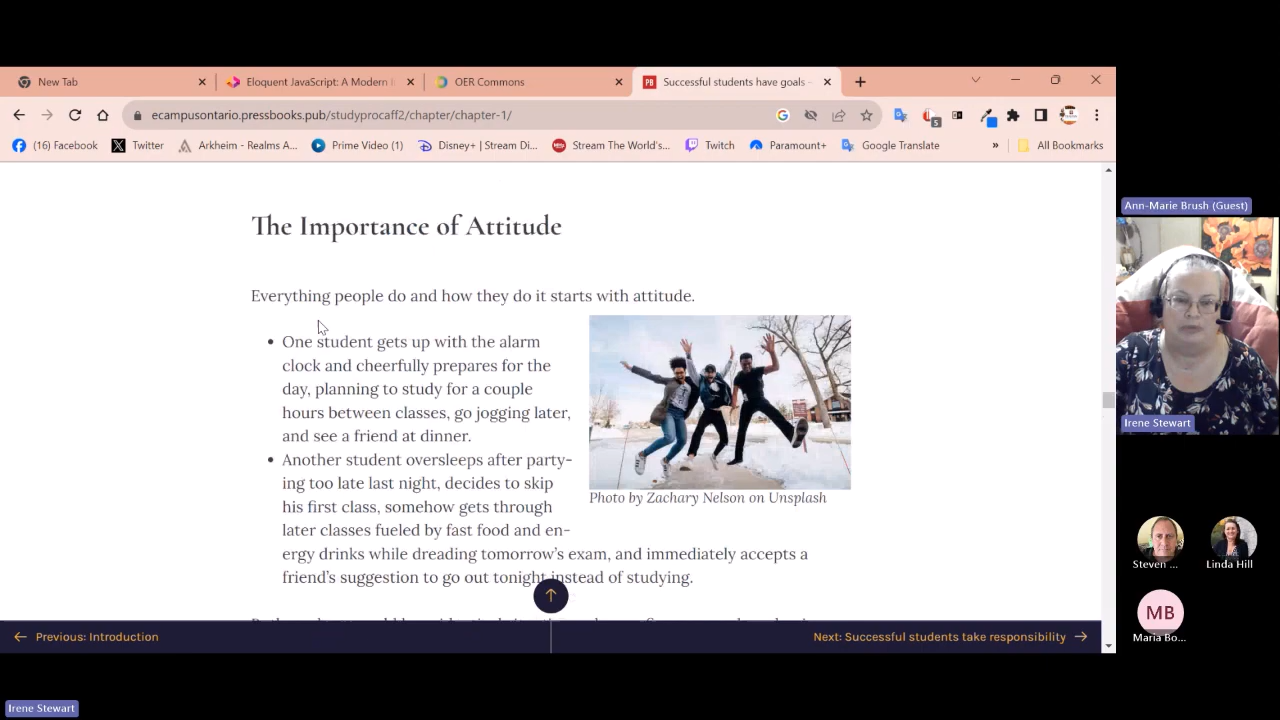 New Tab
Eloquent JavaScript: A Modern
OER Commons
PB
Successful students have goals -
ecampusontario.pressbooks.pub/studyprocaff2/chapter/chapter-1/
5
(16) Facebook
Twitter
Arkheim - Realms A...
Prime Video (1)
Disney+ | Stream Di...
Stream The World's...
Twitch
Paramount+
Google Translate
»
All Bookmarks
The Importance of Attitude
Everything people do and how they do it starts with attitude.
• One student gets up with the alarm
clock and cheerfully prepares for the
day, planning to study for a couple
hours between classes, go jogging later,
and see a friend at dinner.
• Another student oversleeps after party-
ing too late last night, decides to skip
his first class, somehow gets through
later classes fueled by fast food and en-
ergy drinks while dreading tomorrow's exam, and immediately accepts a
friend's suggestion to go out tonight instead of studying.
Photo by Zachary Nelson on Unsplash
Previous: Introduction
Next: Successful students take responsibility
Ann-Marie Brush (Guest)
Irene Stewart
Steven ...
Linda Hill
MB
Maria Bo...
Irene Stewart